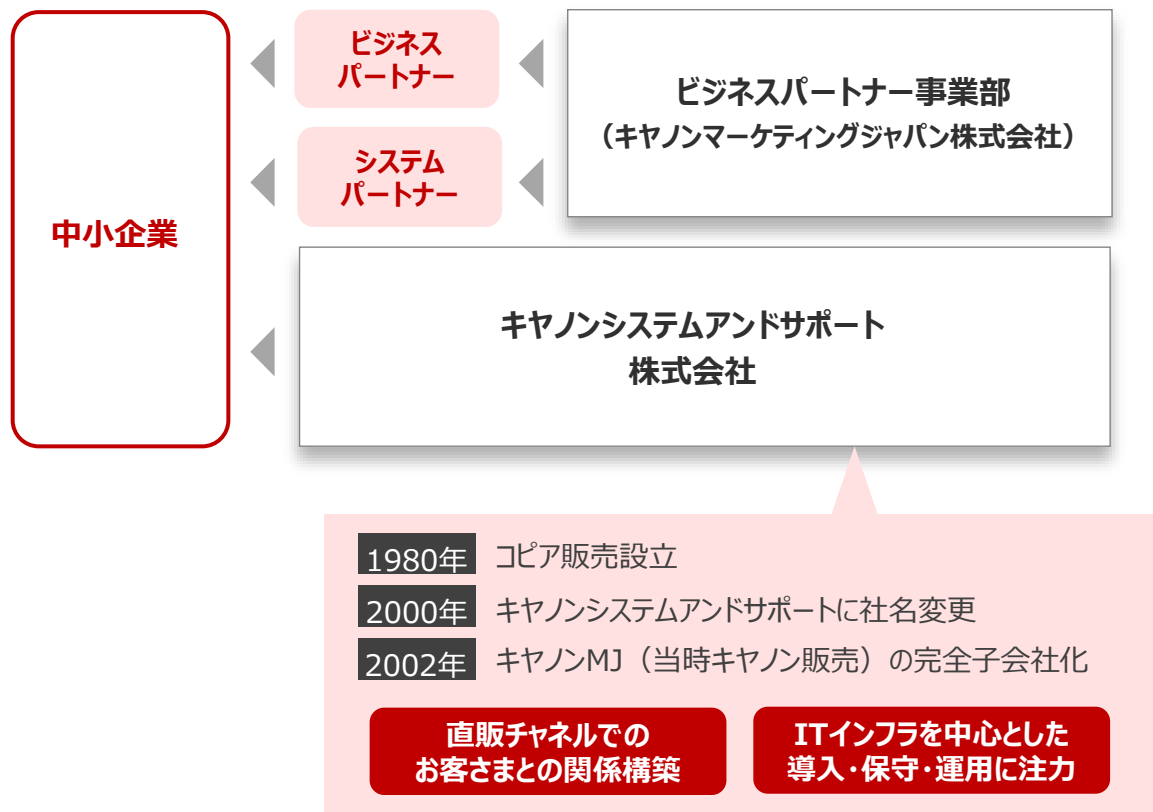 ビジネス
パートナー
ビジネスパートナー事業部
（キヤノンマーケティングジャパン株式会社）
システム
パートナー
中小企業
キヤノンシステムアンドサポート
株式会社
1980年 コピア販売設立
2000年 キヤノンシステムアンドサポートに社名変更
2002年 キヤノンMJ（当時キヤノン販売）の完全子会社化
直販チャネルでの
お客さまとの関係構築
ITインフラを中心とした
導入・保守・運用に注力